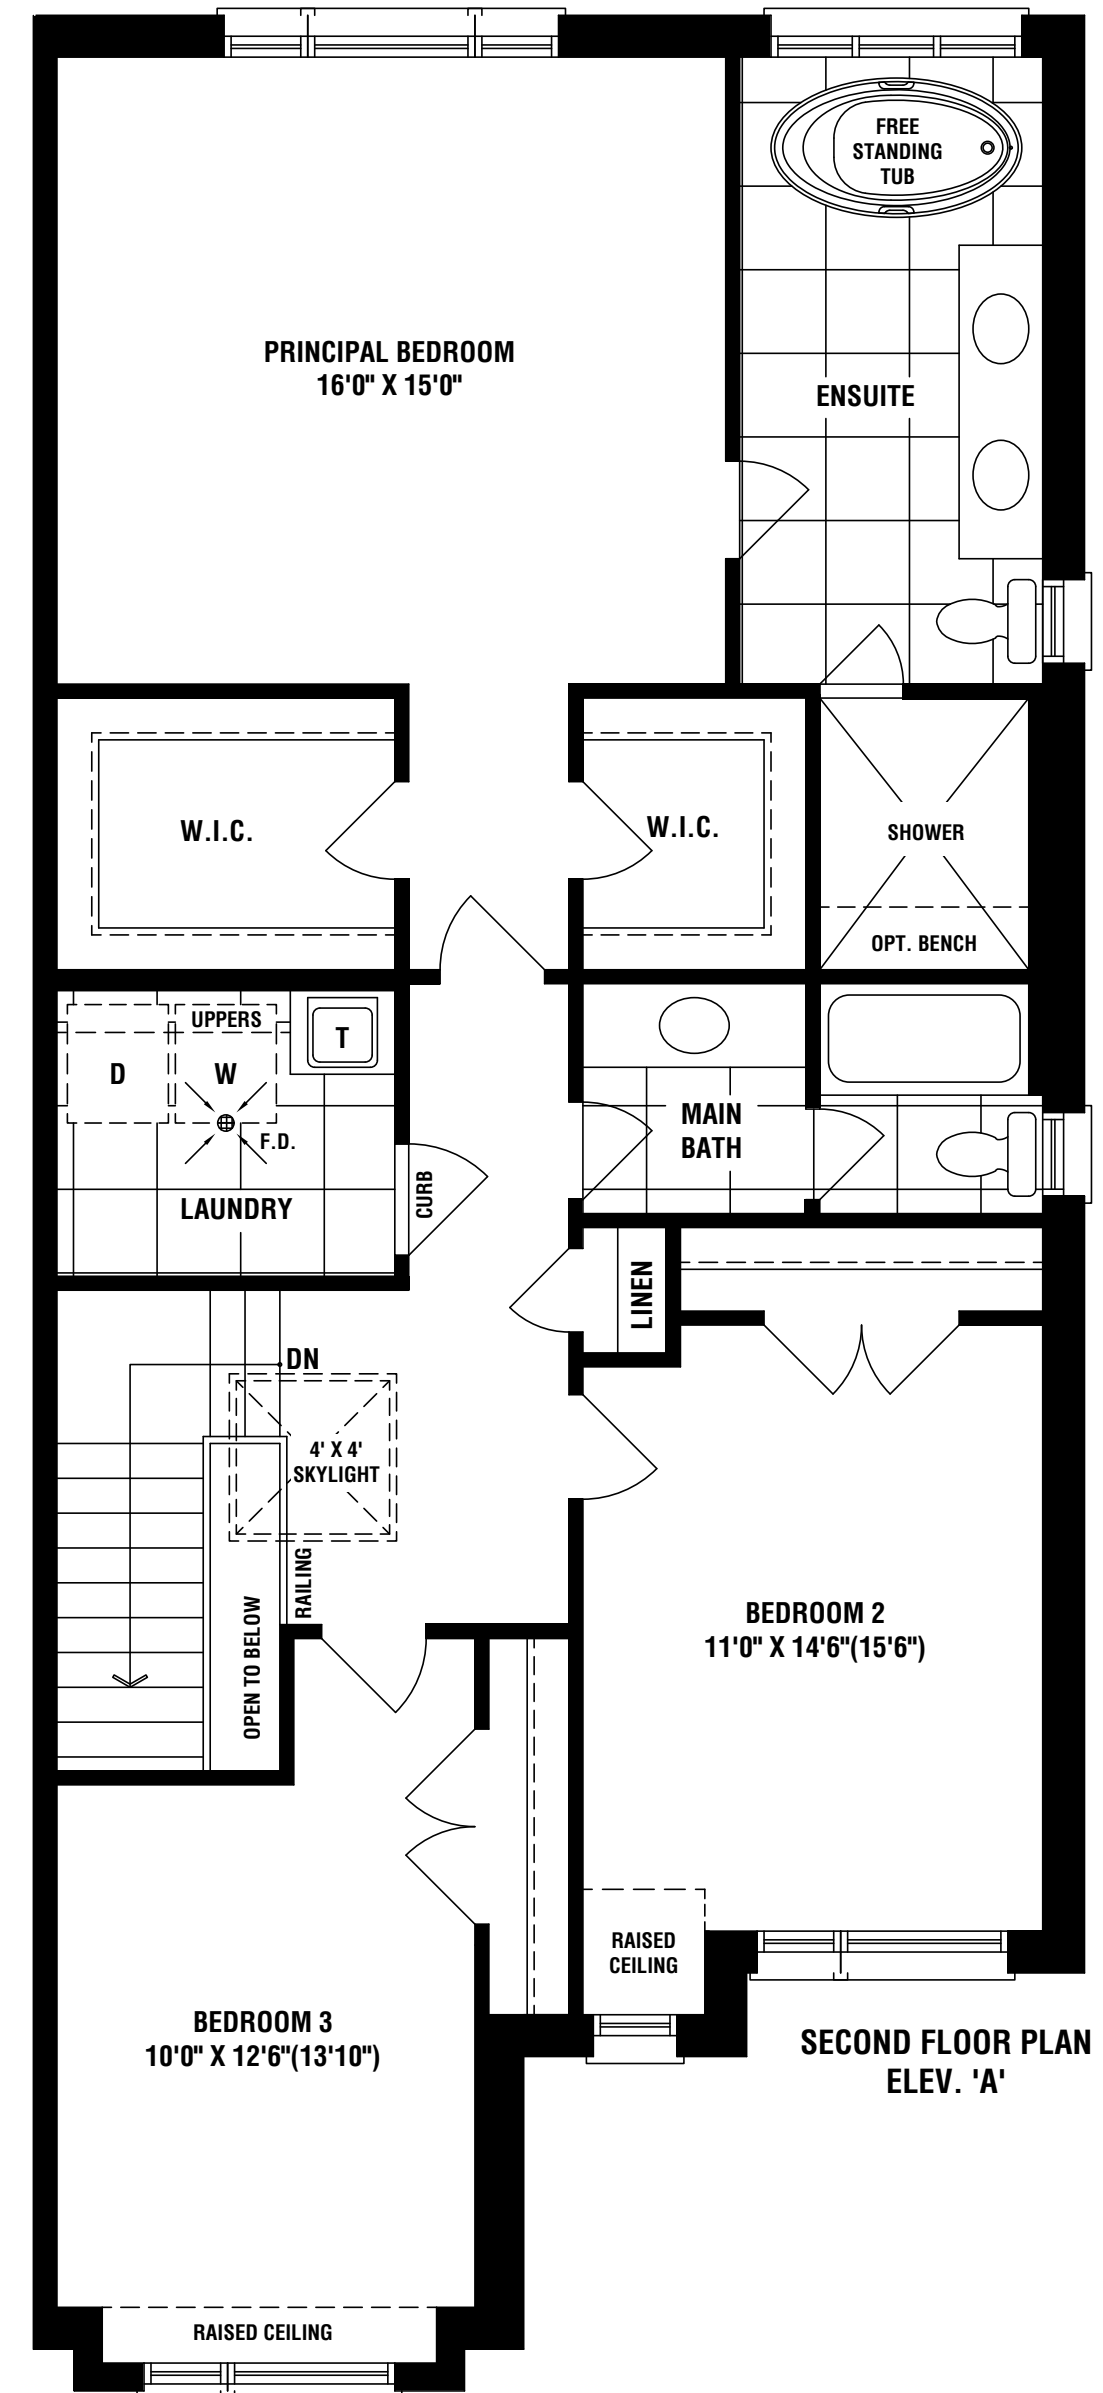 FREE
STANDING
TUB
PRINCIPAL BEDROOM
16'0" X 15'0"
ENSUITE
W.I.C.
W.I.C.
SHOWER
OPT. BENCH
UPPERS
D
W
T
F.D.
LAUNDRY
CURB
MAIN
BATH
LINEN
DN
4' X 4'
SKYLIGHT
RAILING
OPEN TO BELOW
BEDROOM 2
11'0" X 14'6"(15'6")
RAISED
CEILING
BEDROOM 3
10'0" X 12'6"(13'10")
SECOND FLOOR PLAN
ELEV. 'A'
RAISED CEILING